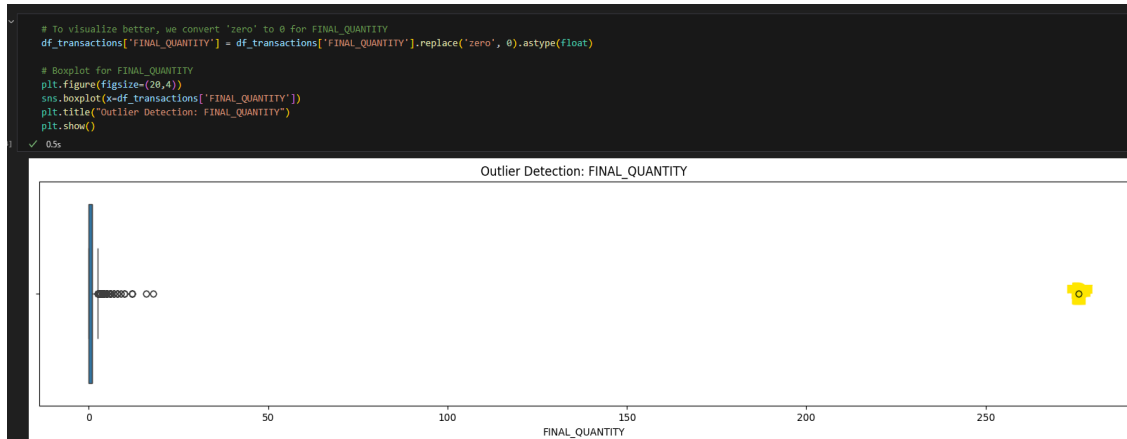 # To visualize better, we convert 'zero' to 0 for FINAL_QUANTITY
df_transactions['FINAL_QUANTITY'] = df_transactions['FINAL_QUANTITY'].replace('zero', 0).astype(float)
# Boxplot for FINAL_QUANTITY
plt.figure(figsize=(20,4))
sns.boxplot(x=df_transactions['FINAL_QUANTITY'])
plt.title("Outlier Detection: FINAL_QUANTITY")
plt.show()
✓ 0.5s
Outlier Detection: FINAL_QUANTITY
0 50 100 150 200 250
FINAL_QUANTITY